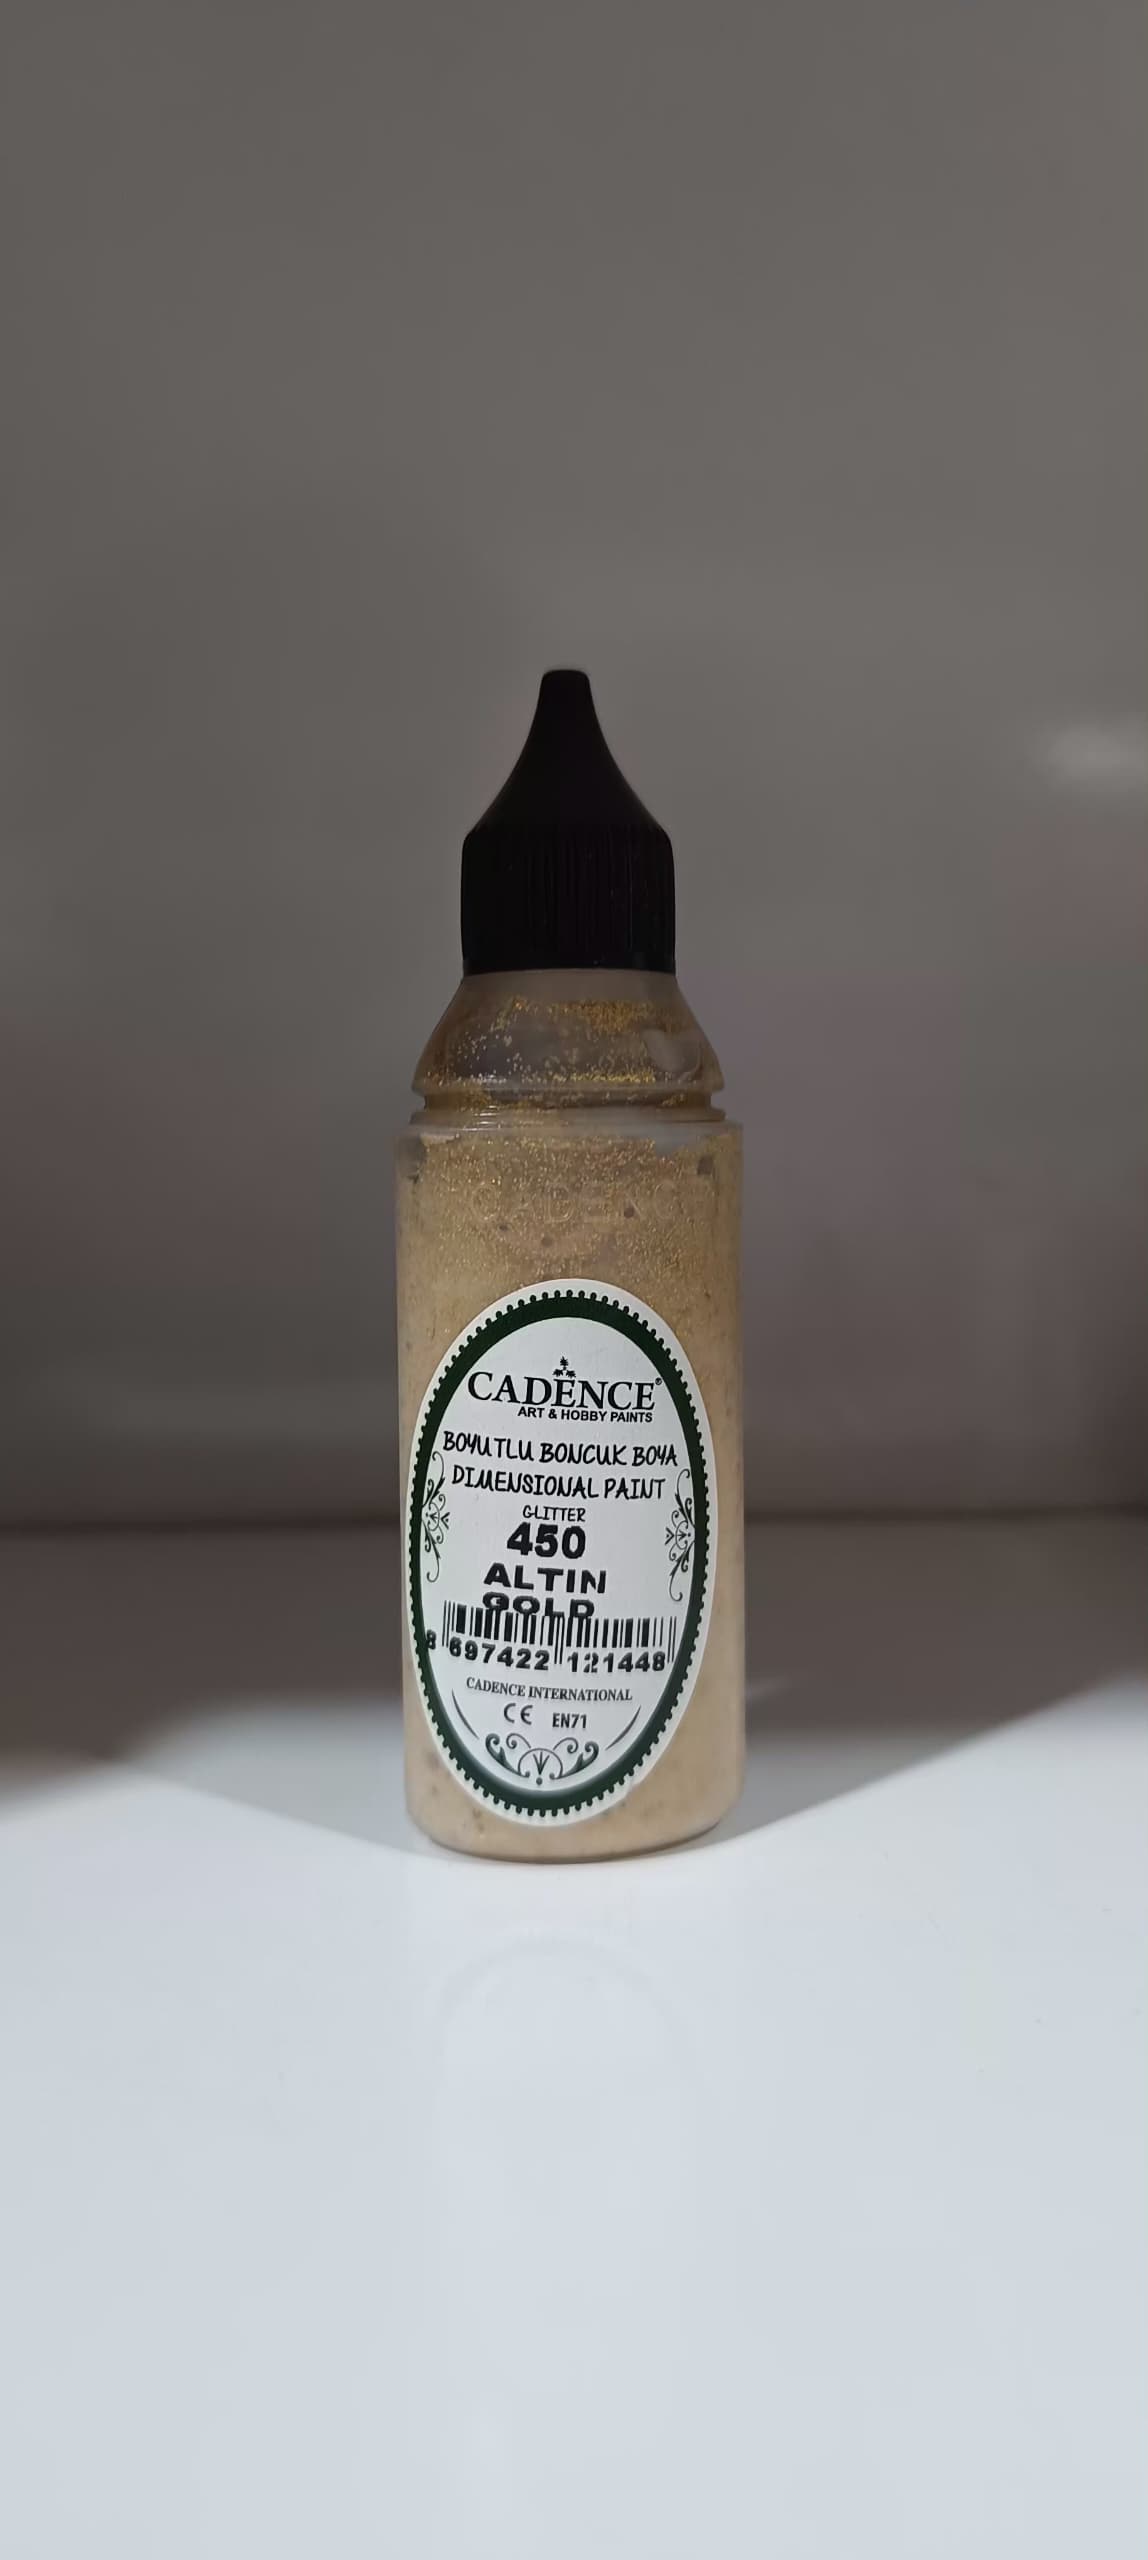 CADENCE
CADENCE®
ART & HOBBY PAINTS
BOYUTLU BONCUK BOYA
DIMENSIONAL PAINT
GLITTER
450
ALTIN
GOLD
8 697422 121448
CADENCE INTERNATIONAL
CE EN71